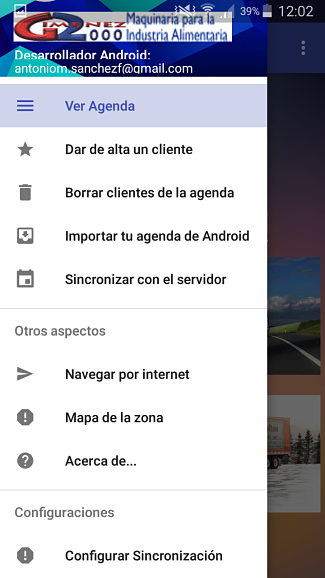 39% 12:02
GIMENEZ
G2000
Maquinaria para la
Industria Alimentaria
Desarrollador Android:
antoniom.sanchezf@gmail.com
Ver Agenda
Dar de alta un cliente
Borrar clientes de la agenda
Importar tu agenda de Android
Sincronizar con el servidor
Otros aspectos
Navegar por internet
Mapa de la zona
Acerca de...
Configuraciones
Configurar Sincronización